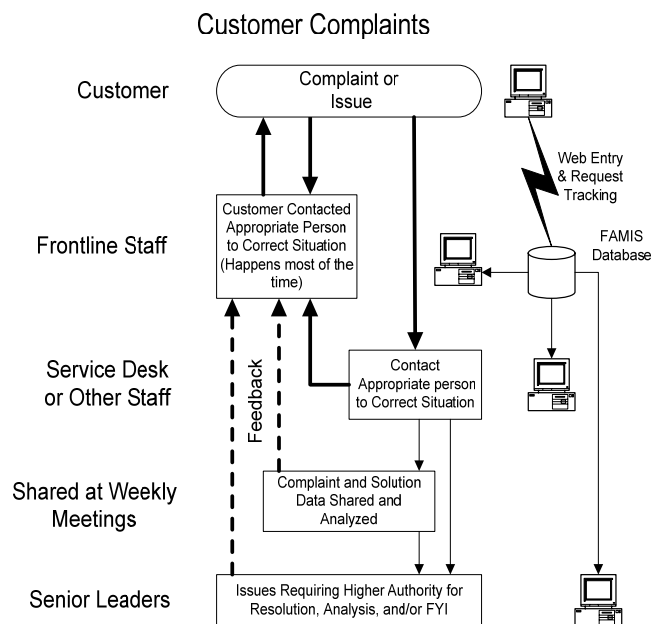 Customer Complaints
Customer
Complaint or
Issue
Web Entry
& Request
Tracking
Frontline Staff
Customer Contacted
Appropriate Person
to Correct Situation
(Happens most of the
time)
FAMIS
Database
Service Desk
or Other Staff
Contact
Appropriate person
to Correct Situation
Feedback
Shared at Weekly
Meetings
Complaint and Solution
Data Shared and
Analyzed
Senior Leaders
Issues Requiring Higher Authority for
Resolution, Analysis, and/or FYI